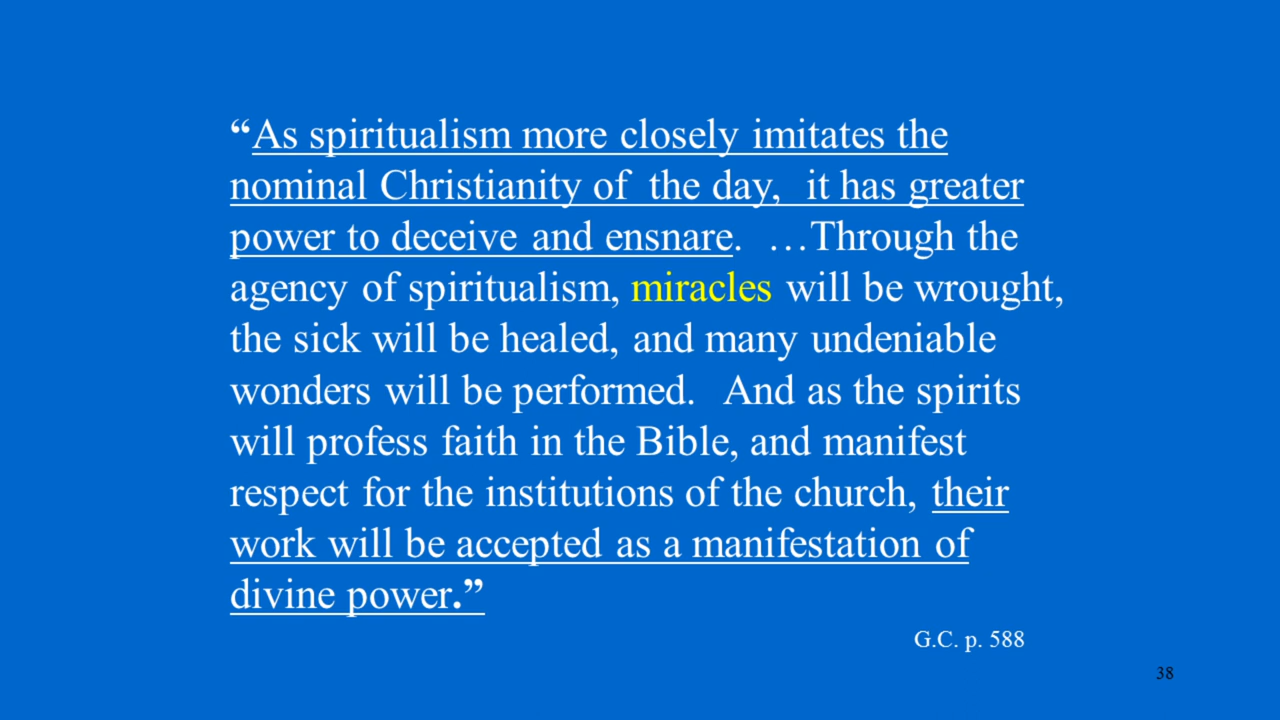 “As spiritualism more closely imitates the
nominal Christianity of the day, it has greater
power to deceive and ensnare. …Through the
agency of spiritualism, miracles will be wrought,
the sick will be healed, and many undeniable
wonders will be performed. And as the spirits
will profess faith in the Bible, and manifest
respect for the institutions of the church, their
work will be accepted as a manifestation of
divine power.”
G.C. p. 588
38